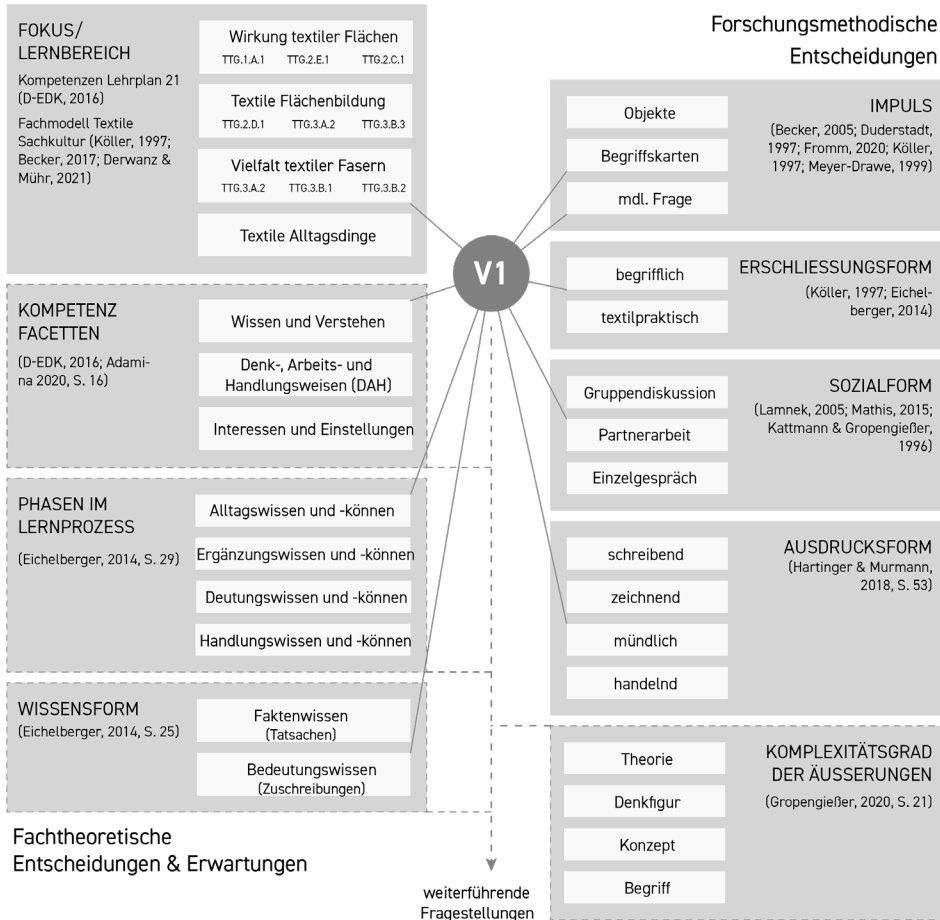 FOKUS/
LERNBEREICH
Kompetenzen Lehrplan 21
(D-EDK, 2016)
Fachmodell Textile
Sachkultur (Köller, 1997;
Becker, 2017; Derwanz &
Mühr, 2021)
Wirkung textiler Flächen
TTG.1.A.1 TTG.2.E.1 TTG.2.C.1
Textile Flächenbildung
TTG.2.D.1 TTG.3.A.2 TTG.3.B.3
Vielfalt textiler Fasern
TTG.3.A.2 TTG.3.B.1 TTG.3.B.2
Textile Alltagsdinge
KOMPETENZ
FACETTEN
(D-EDK, 2016; Adami-
na 2020, S. 16)
Wissen und Verstehen
Denk-, Arbeits- und
Handlungsweisen (DAH)
Interessen und Einstellungen
PHASEN IM
LERNPROZESS
(Eichelberger, 2014, S. 29)
Alltagswissen und -können
Ergänzungswissen und -können
Deutungswissen und -können
Handlungswissen und -können
WISSENSFORM
(Eichelberger, 2014, S. 25)
Faktenwissen
(Tatsachen)
Bedeutungswissen
(Zuschreibungen)
Fachtheoretische
Entscheidungen & Erwartungen
V1
weiterführende
Fragestellungen
Forschungsmethodische
Entscheidungen
Objekte
Begriffskarten
mdl. Frage
IMPULS
(Becker, 2005; Duderstadt,
1997; Fromm, 2020; Köller,
1997; Meyer-Drawe, 1999)
begrifflich
textilpraktisch
ERSCHLIESSUNGSFORM
(Köller, 1997; Eichel-
berger, 2014)
Gruppendiskussion
Partnerarbeit
Einzelgespräch
SOZIALFORM
(Lamnek, 2005; Mathis, 2015;
Kattmann & Gropengießer,
1996)
schreibend
zeichnend
mündlich
handelnd
AUSDRUCKSFORM
(Hartinger & Murmann,
2018, S. 53)
Theorie
Denkfigur
Konzept
Begriff
KOMPLEXITÄTSGRAD
DER ÄUSSERUNGEN
(Gropengießer, 2020, S. 21)